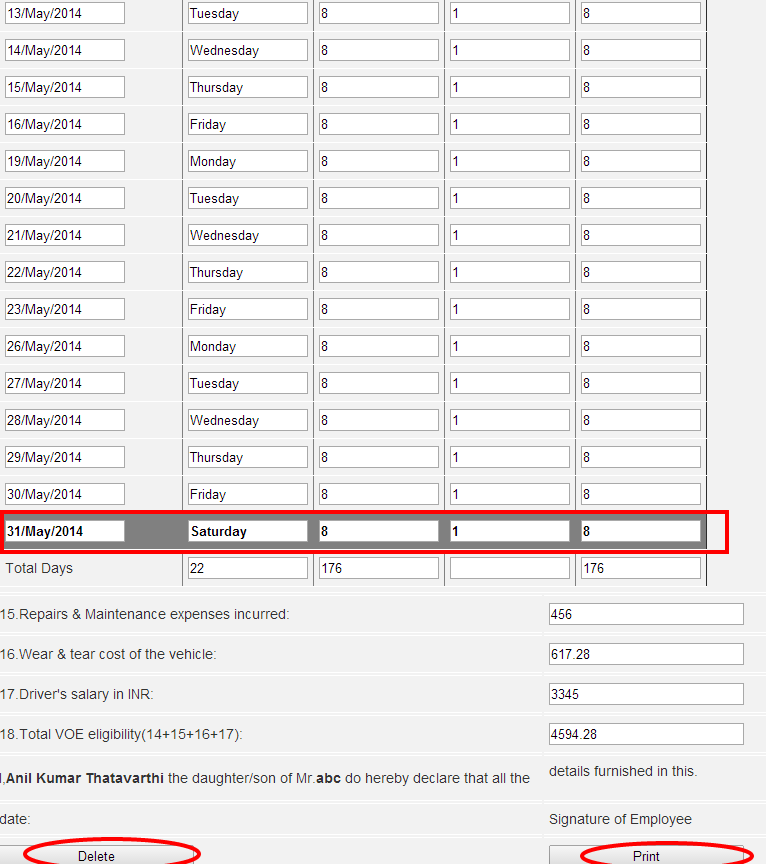 13/May/2014 Tuesday 8 1 8
14/May/2014 Wednesday 8 1 8
15/May/2014 Thursday 8 1 8
16/May/2014 Friday 8 1 8
19/May/2014 Monday 8 1 8
20/May/2014 Tuesday 8 1 8
21/May/2014 Wednesday 8 1 8
22/May/2014 Thursday 8 1 8
23/May/2014 Friday 8 1 8
26/May/2014 Monday 8 1 8
27/May/2014 Tuesday 8 1 8
28/May/2014 Wednesday 8 1 8
29/May/2014 Thursday 8 1 8
30/May/2014 Friday 8 1 8
31/May/2014 Saturday 8 1 8
Total Days 22 176 176
15.Repairs & Maintenance expenses incurred: 456
16.Wear & tear cost of the vehicle: 617.28
17.Driver's salary in INR: 3345
18.Total VOE eligibility(14+15+16+17): 4594.28
I,Anil Kumar Thatavarthi the daughter/son of Mr.abc do hereby declare that all the details furnished in this.
date: Signature of Employee
Delete Print